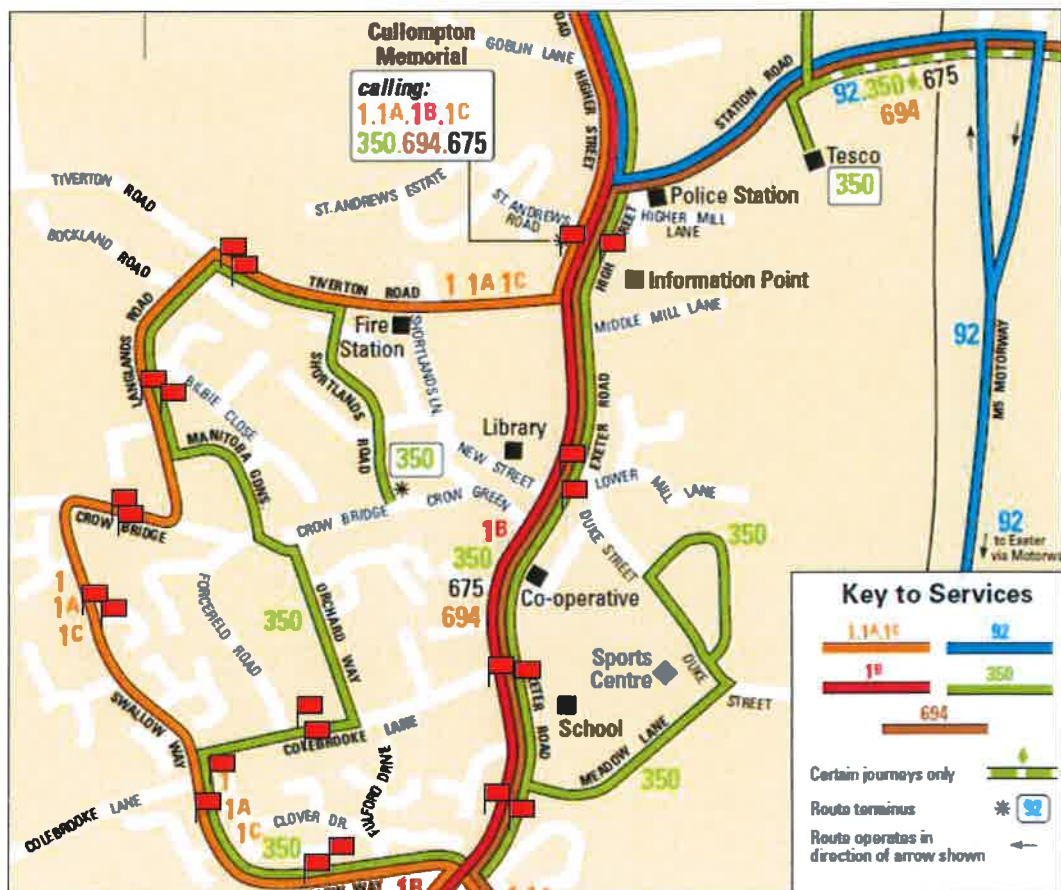 Cullompton
Memorial
calling:
1.1A.1B.1C
350.694.675
GOBLIN LANE
ROAD
HIGHER STREET
STATION ROAD
92.350.675
694
Tesco
350
TIVERTON ROAD
ST. ANDREWS ESTATE
ST. ANDREWS
ROAD
Police Station
HIGHER MILL
LANE
BOCKLAND ROAD
HIGH STREET
TIVERTON ROAD
1 1A 1C
Information Point
MIDDLE MILL LANE
Fire
Station
SHORTLANDS LN.
LANGLANDS ROAD
SHORTLANDS ROAD
BILBIE CLOSE
MANITOBA GDNS.
EXETER ROAD
92
M5 MOTORWAY
Library
350
NEW STREET
LOWER MILL LANE
CROW GREEN
CROW BRIDGE
CROW BRIDGE
DUKE STREET
1B
350
675
694
350
92
to Exeter
via Motorw
Co-operative
1
1A
1C
FORCEFIELD ROAD
350
ORCHARD WAY
Sports
Centre
DUKE
STREET
SWALLOW WAY
School
EXETER ROAD
COLEBROOKE LANE
MEADOW LANE
350
FULFORD DRIVE
COLEBROOKE LANE
1
1A
1C
CLOVER DR.
350
WAY
1B
Key to Services
1.1A.1C
92
1B
350
694
Certain journeys only
Route terminus
92
Route operates in
direction of arrow shown